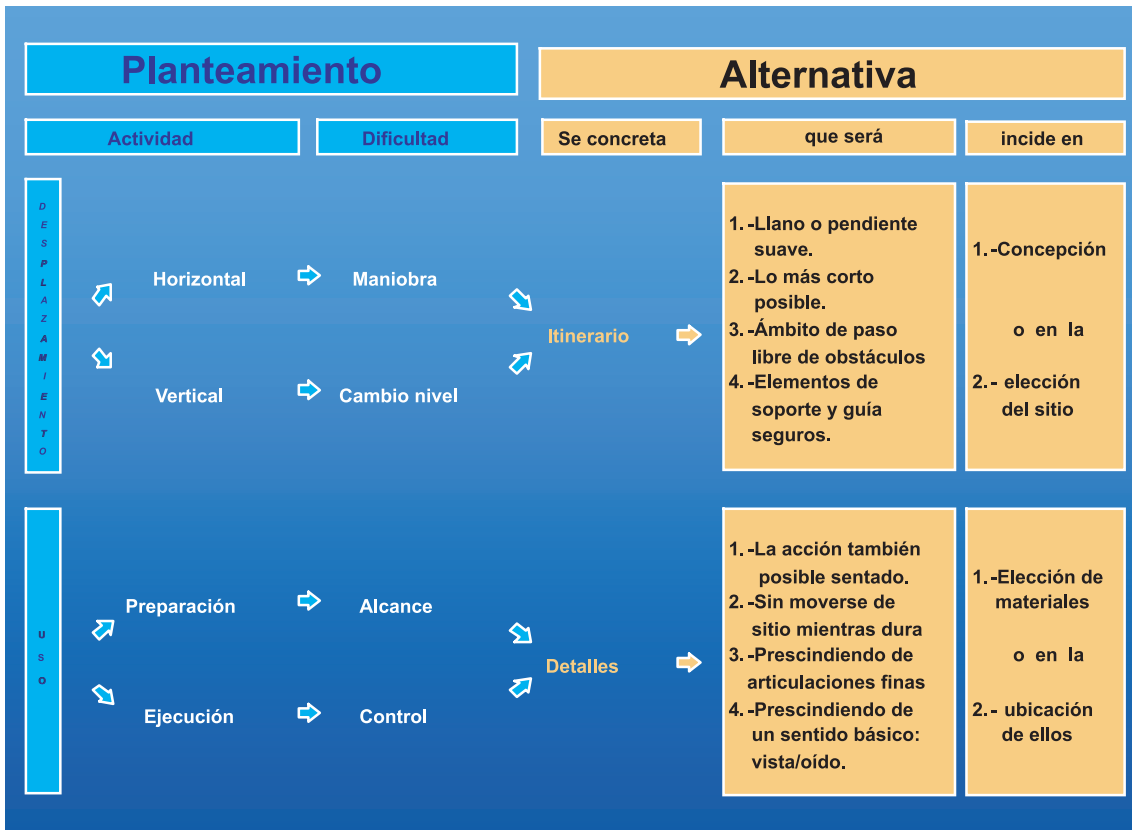 Planteamiento
Alternativa
Actividad
Dificultad
Se concreta
que será
incide en
DESPLAZAMIENTO
Horizontal
Maniobra
Vertical
Cambio nivel
Itinerario
1.-Llano o pendiente
suave.
2.-Lo más corto
posible.
3.-Ámbito de paso
libre de obstáculos
4.-Elementos de
soporte y guía
seguros.
1.-Concepción
o en la
2.- elección
del sitio
USO
Preparación
Alcance
Ejecución
Control
Detalles
1.-La acción también
posible sentado.
2.-Sin moverse de
sitio mientras dura
3.-Prescindiendo de
articulaciones finas
4.-Prescindiendo de
un sentido básico:
vista/oído.
1.-Elección de
materiales
o en la
2.- ubicación
de ellos